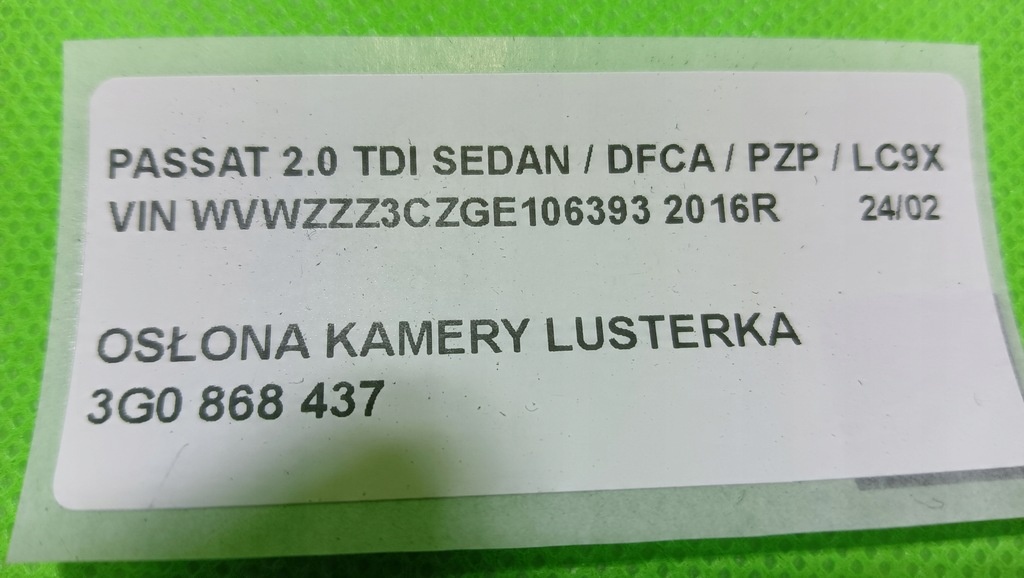 PASSAT 2.0 TDI SEDAN / DFCA / PZP / LC9X
VIN WVWZZZ3CZGE106393 2016R 24/02
OSŁONA KAMERY LUSTERKA
3G0 868 437